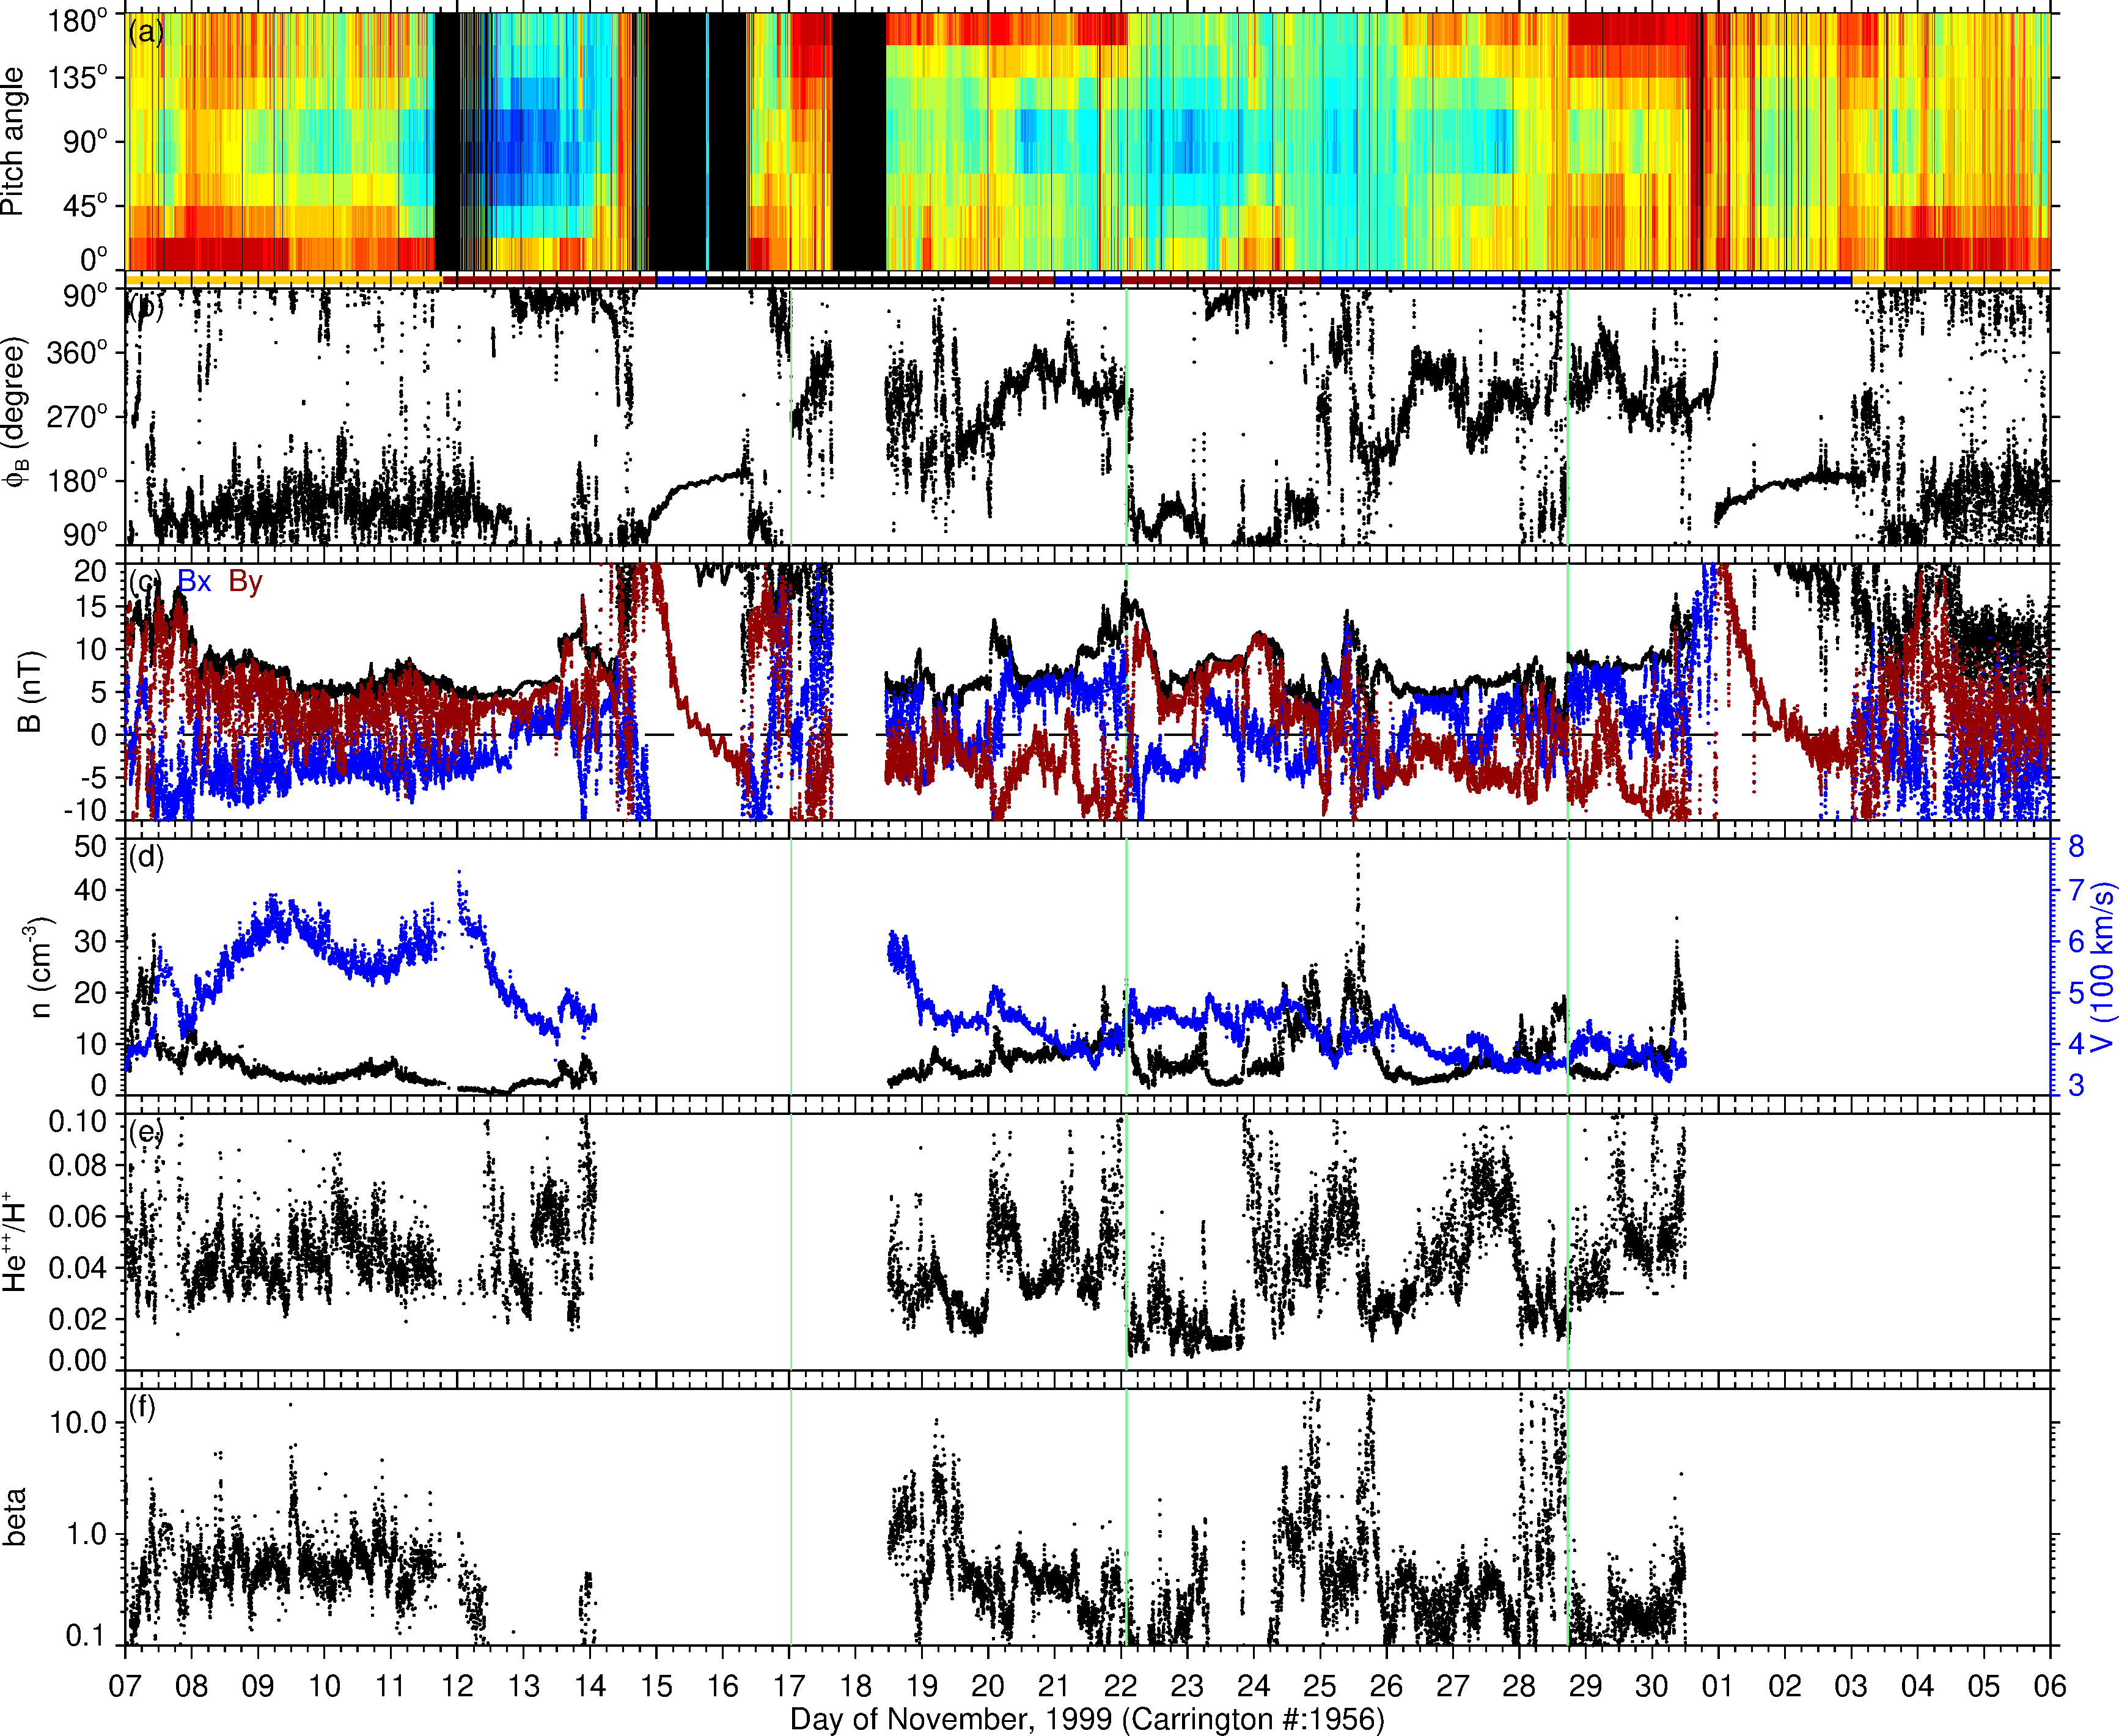 (a)
180°
135°
90°
45°
0°
Pitch angle
(b)
90°
360°
270°
180°
90°
ϕB (degree)
(c) Bx By
20
15
10
5
0
-5
-10
B (nT)
(d)
50
40
30
20
10
0
n (cm-3)
8
7
6
5
4
3
V (100 km/s)
(e)
0.10
0.08
0.06
0.04
0.02
0.00
He++/H+
(f)
10.0
1.0
0.1
beta
07 08 09 10 11 12 13 14 15 16 17 18 19 20 21 22 23 24 25 26 27 28 29 30 01 02 03 04 05 06
Day of November, 1999 (Carrington #:1956)